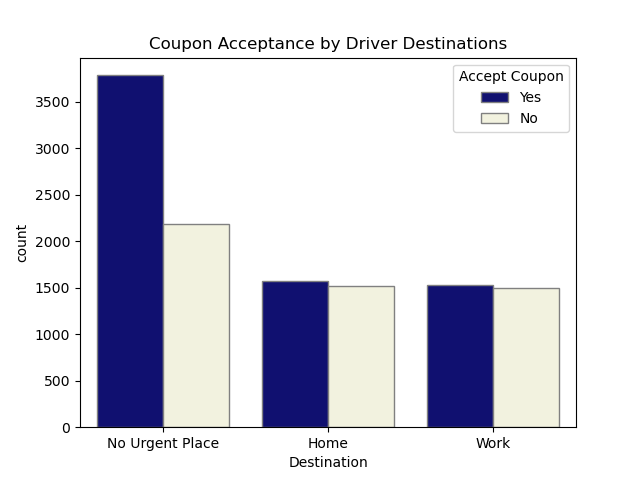 Coupon Acceptance by Driver Destinations
Accept Coupon
Yes
No
3500
3000
2500
2000
1500
1000
500
0
count
No Urgent Place
Home
Work
Destination